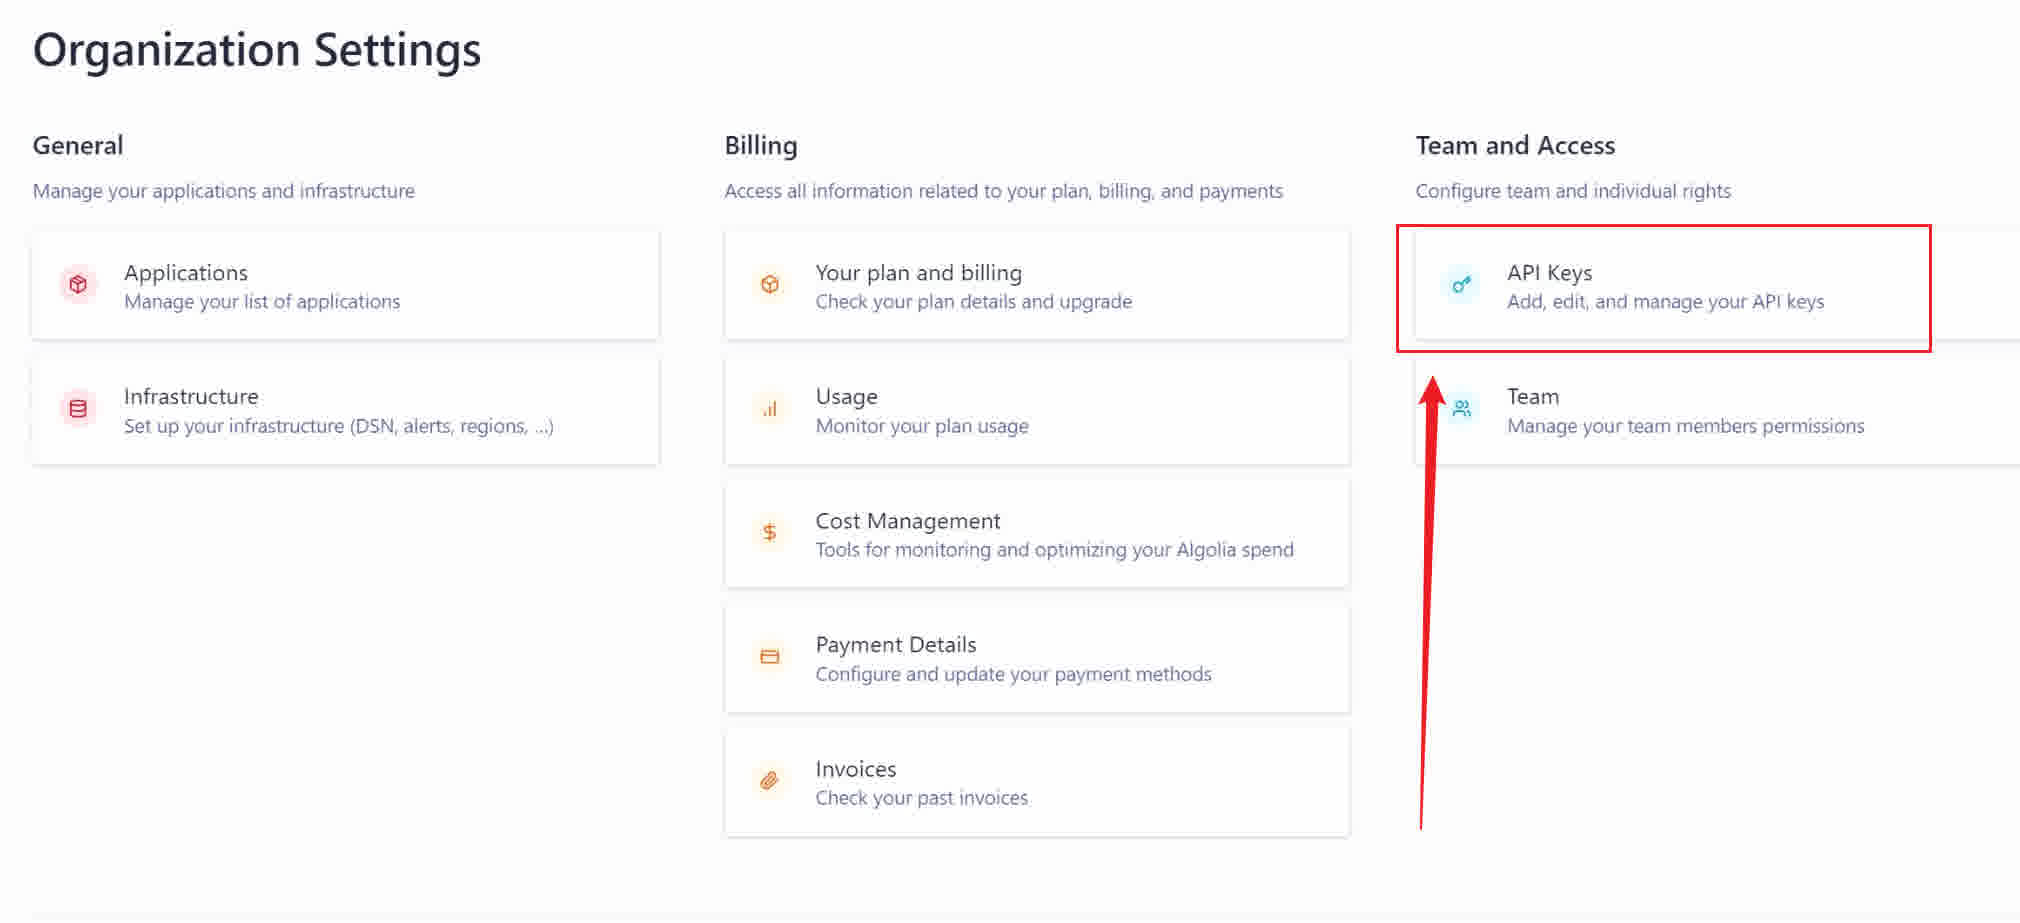 Organization Settings
General
Manage your applications and infrastructure
Applications
Manage your list of applications
Infrastructure
Set up your infrastructure (DSN, alerts, regions, ...)
Billing
Access all information related to your plan, billing, and payments
Your plan and billing
Check your plan details and upgrade
Usage
Monitor your plan usage
Cost Management
Tools for monitoring and optimizing your Algolia spend
Payment Details
Configure and update your payment methods
Invoices
Check your past invoices
Team and Access
Configure team and individual rights
API Keys
Add, edit, and manage your API keys
Team
Manage your team members permissions